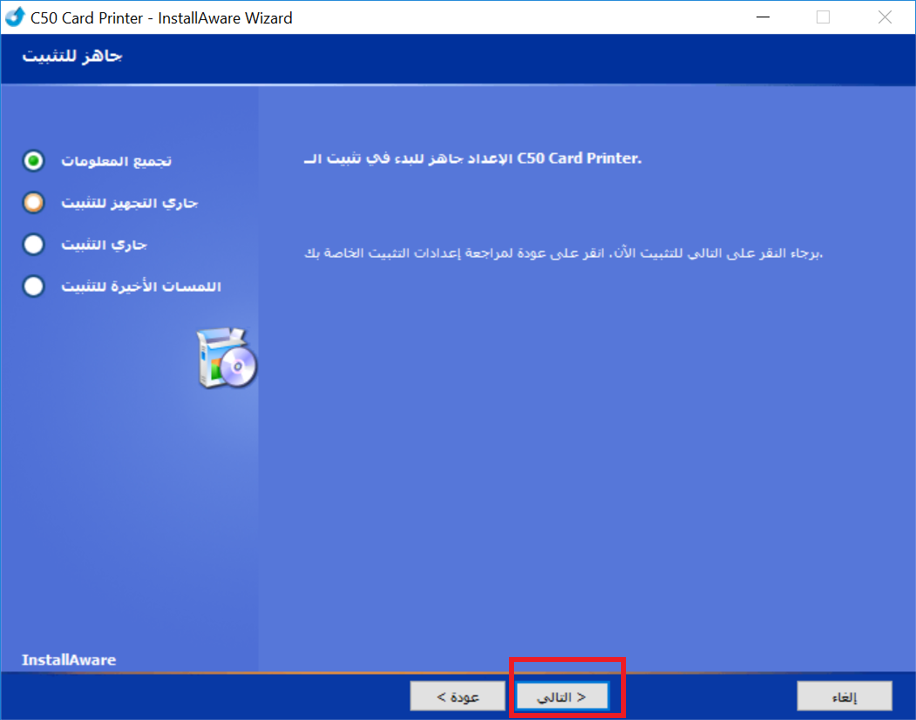 C50 Card Printer - InstallAware Wizard
جاهز للتثبيت
تجميع المعلومات
جاري التجهيز للتثبيت
جاري التثبيت
اللمسات الأخيرة للتثبيت
الإعداد جاهز للبدء في تثبيت الــ C50 Card Printer.
برجاء النقر على التالي للتثبيت الآن، انقر على عودة لمراجعة إعدادات التثبيت الخاصة بك.
InstallAware
عودة >
< التالي
إلغاء